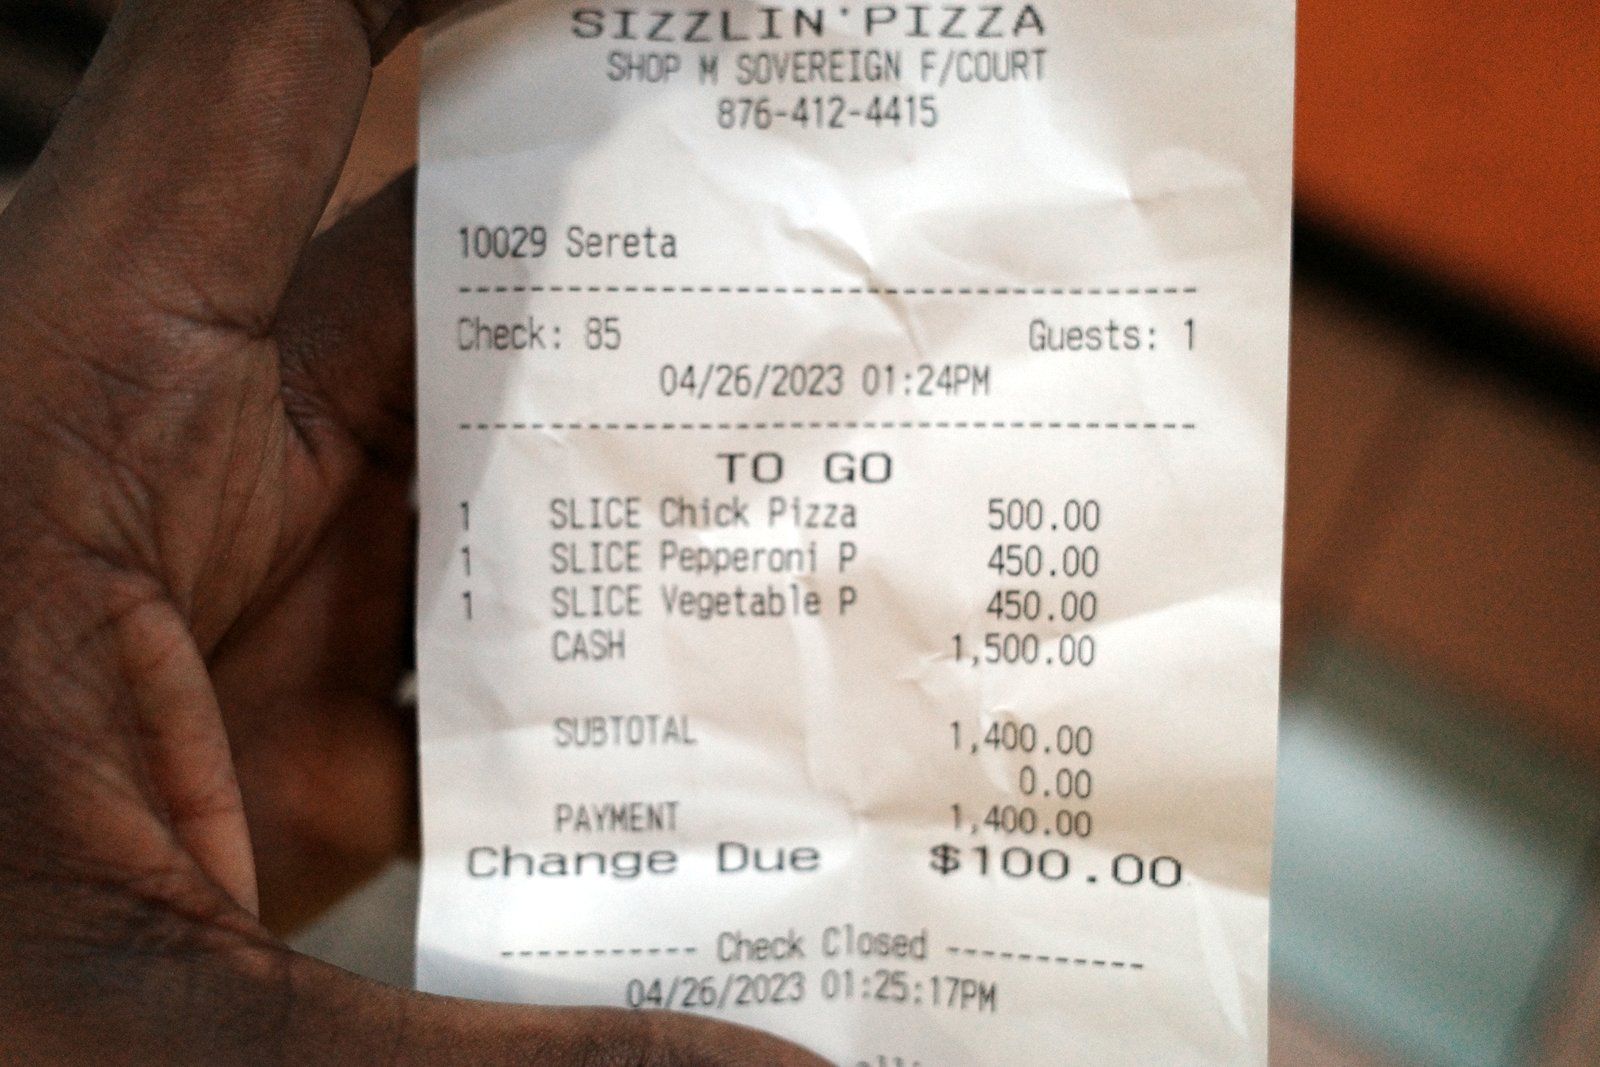 SIZZLIN'PIZZA
SHOP M SOVEREIGN F/COURT
876-412-4415
10029 Sereta
Check: 85 Guests: 1
04/26/2023 01:24PM
TO GO
1 SLICE Chick Pizza 500.00
1 SLICE Pepperoni P 450.00
1 SLICE Vegetable P 450.00
CASH 1,500.00
SUBTOTAL 1,400.00
0.00
PAYMENT 1,400.00
Change Due $100.00
----------- Check Closed -----------
04/26/2023 01:25:17PM